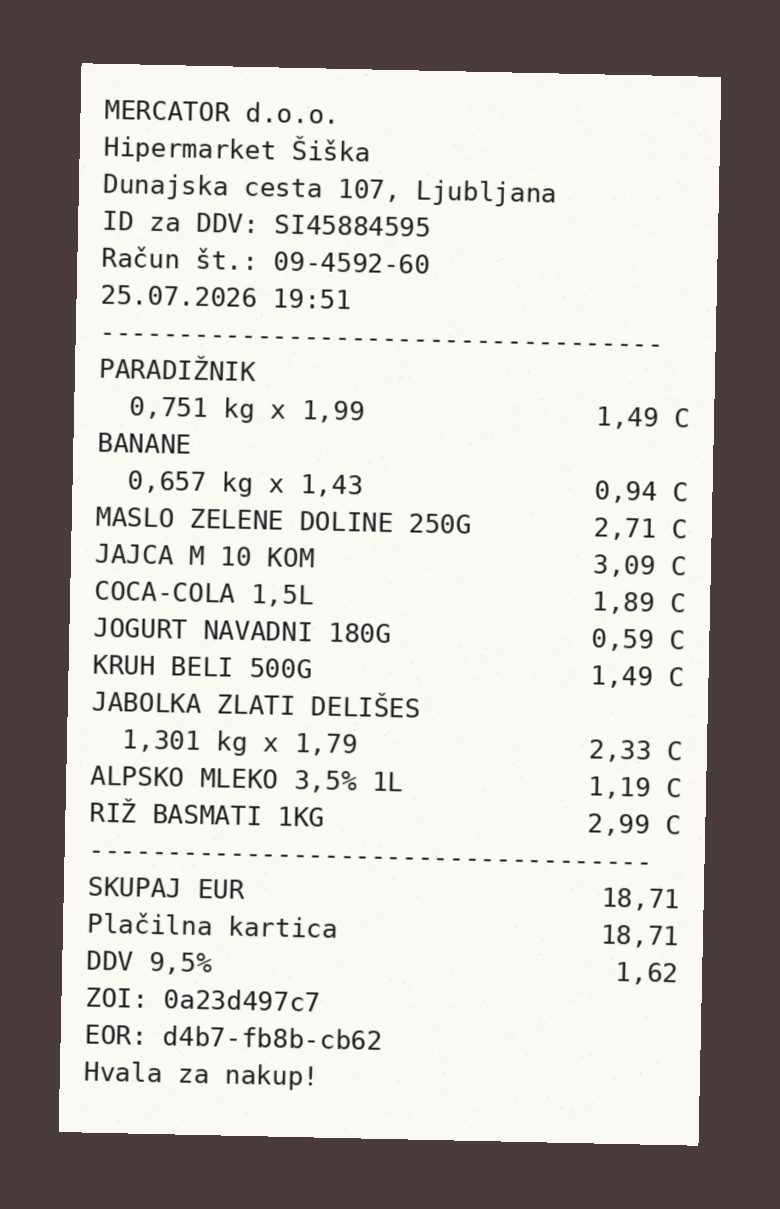 MERCATOR d.o.o.
Hipermarket Šiška
Dunajska cesta 107, Ljubljana
ID za DDV: SI45884595
Račun št.: 09-4592-60
25.07.2026 19:51
------------------------------------
PARADIŽNIK
0,751 kg x 1,99 1,49 C
BANANE
0,657 kg x 1,43 0,94 C
MASLO ZELENE DOLINE 250G 2,71 C
JAJCA M 10 KOM 3,09 C
COCA-COLA 1,5L 1,89 C
JOGURT NAVADNI 180G 0,59 C
KRUH BELI 500G 1,49 C
JABOLKA ZLATI DELIŠES
1,301 kg x 1,79 2,33 C
ALPSKO MLEKO 3,5% 1L 1,19 C
RIŽ BASMATI 1KG 2,99 C
------------------------------------
SKUPAJ EUR 18,71
Plačilna kartica 18,71
DDV 9,5% 1,62
ZOI: 0a23d497c7
EOR: d4b7-fb8b-cb62
Hvala za nakup!